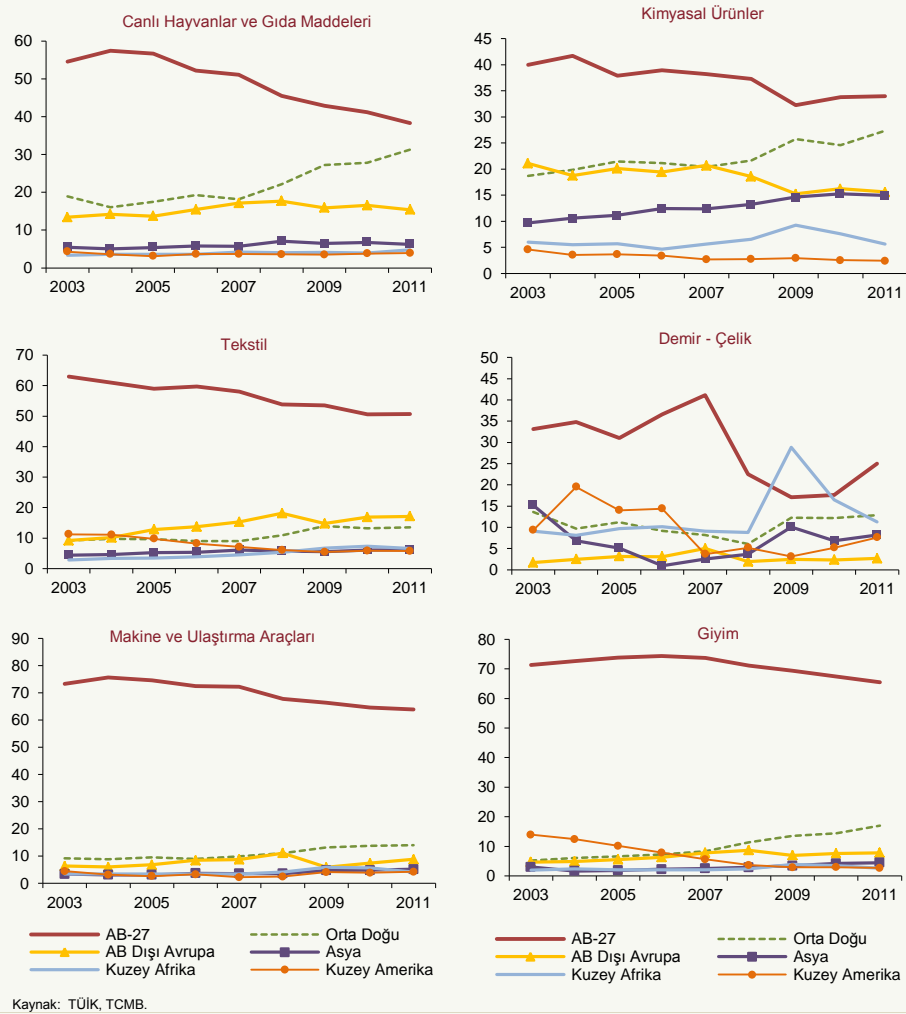 Canlı Hayvanlar ve Gıda Maddeleri
60
50
40
30
20
10
0
2003 2005 2007 2009 2011
Kimyasal Ürünler
45
40
35
30
25
20
15
10
5
0
2003 2005 2007 2009 2011
Tekstil
70
60
50
40
30
20
10
0
2003 2005 2007 2009 2011
Demir - Çelik
50
45
40
35
30
25
20
15
10
5
0
2003 2005 2007 2009 2011
Makine ve Ulaştırma Araçları
90
80
70
60
50
40
30
20
10
0
2003 2005 2007 2009 2011
Giyim
80
70
60
50
40
30
20
10
0
2003 2005 2007 2009 2011
AB-27 Orta Doğu
AB Dışı Avrupa Asya
Kuzey Afrika Kuzey Amerika
AB-27 Orta Doğu
AB Dışı Avrupa Asya
Kuzey Afrika Kuzey Amerika
Kaynak: TÜİK, TCMB.